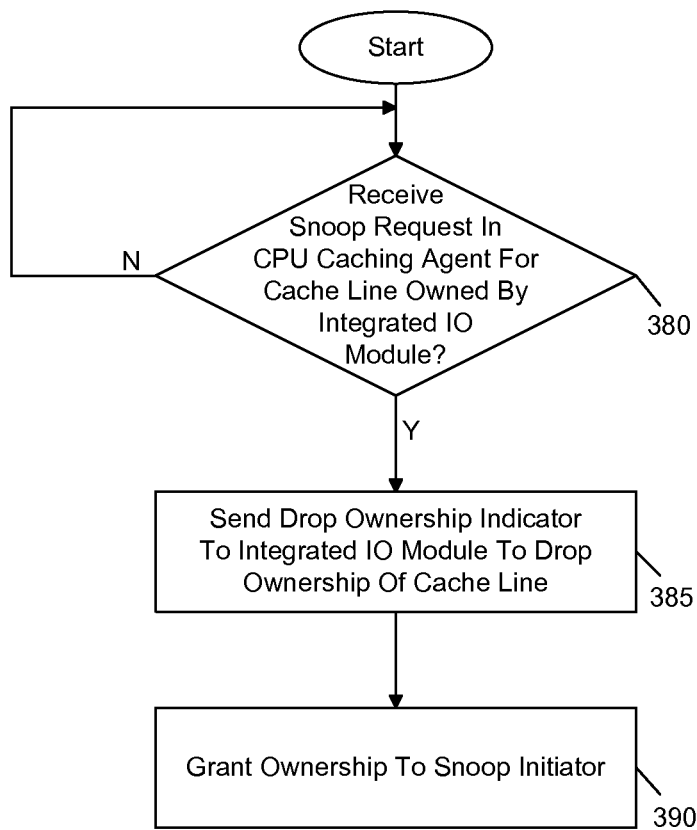 Start
Receive
Snoop Request In
CPU Caching Agent For
Cache Line Owned By
Integrated IO
Module?
N
380
Y
Send Drop Ownership Indicator
To Integrated IO Module To Drop
Ownership Of Cache Line
385
Grant Ownership To Snoop Initiator
390